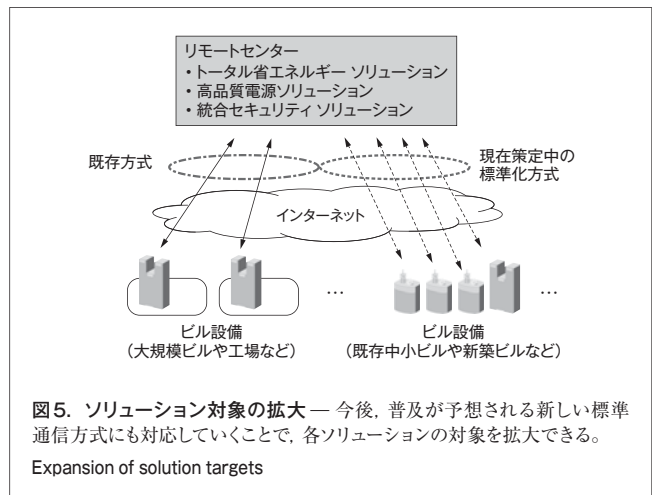 リモートセンター
・トータル省エネルギー ソリューション
・高品質電源ソリューション
・統合セキュリティ ソリューション
既存方式
現在策定中の
標準化方式
インターネット
…
…
ビル設備
(大規模ビルや工場など)
ビル設備
(既存中小ビルや新築ビルなど)
図5. ソリューション対象の拡大 — 今後, 普及が予想される新しい標準
通信方式にも対応していくことで, 各ソリューションの対象を拡大できる。
Expansion of solution targets